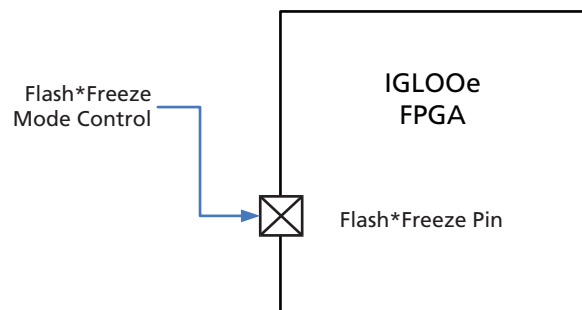 Flash*Freeze
Mode Control
IGLOOe
FPGA
Flash*Freeze Pin